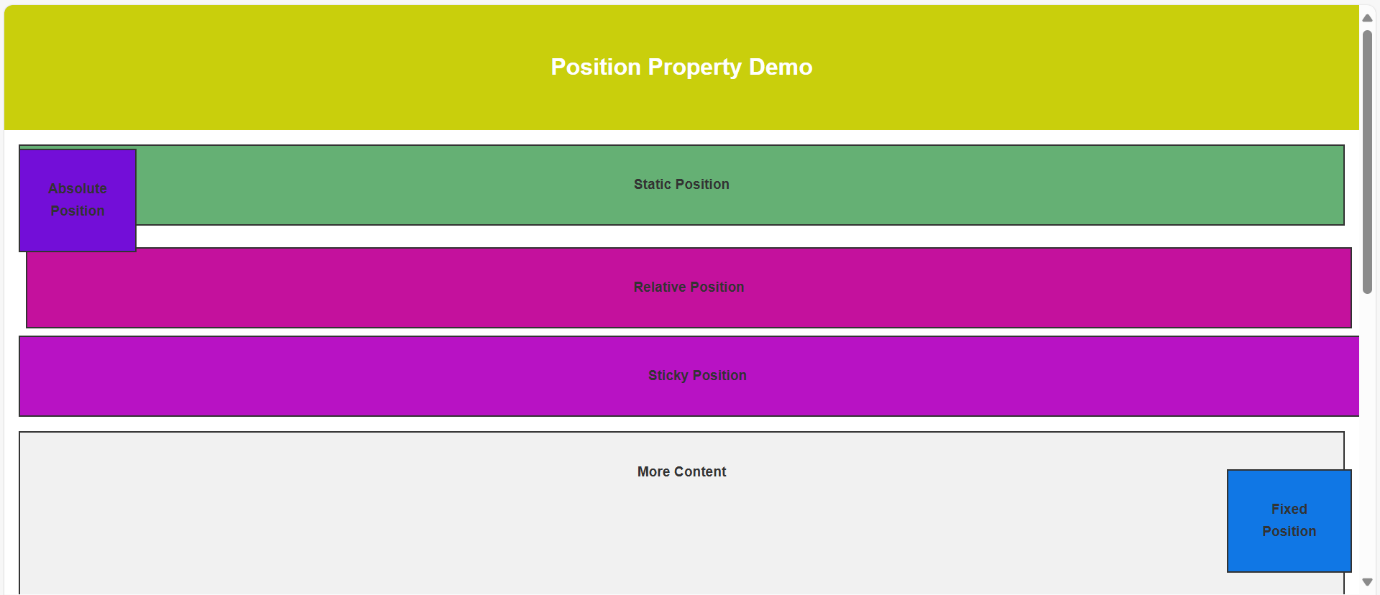 Position Property Demo
Absolute
Position
Static Position
Relative Position
Sticky Position
More Content
Fixed
Position